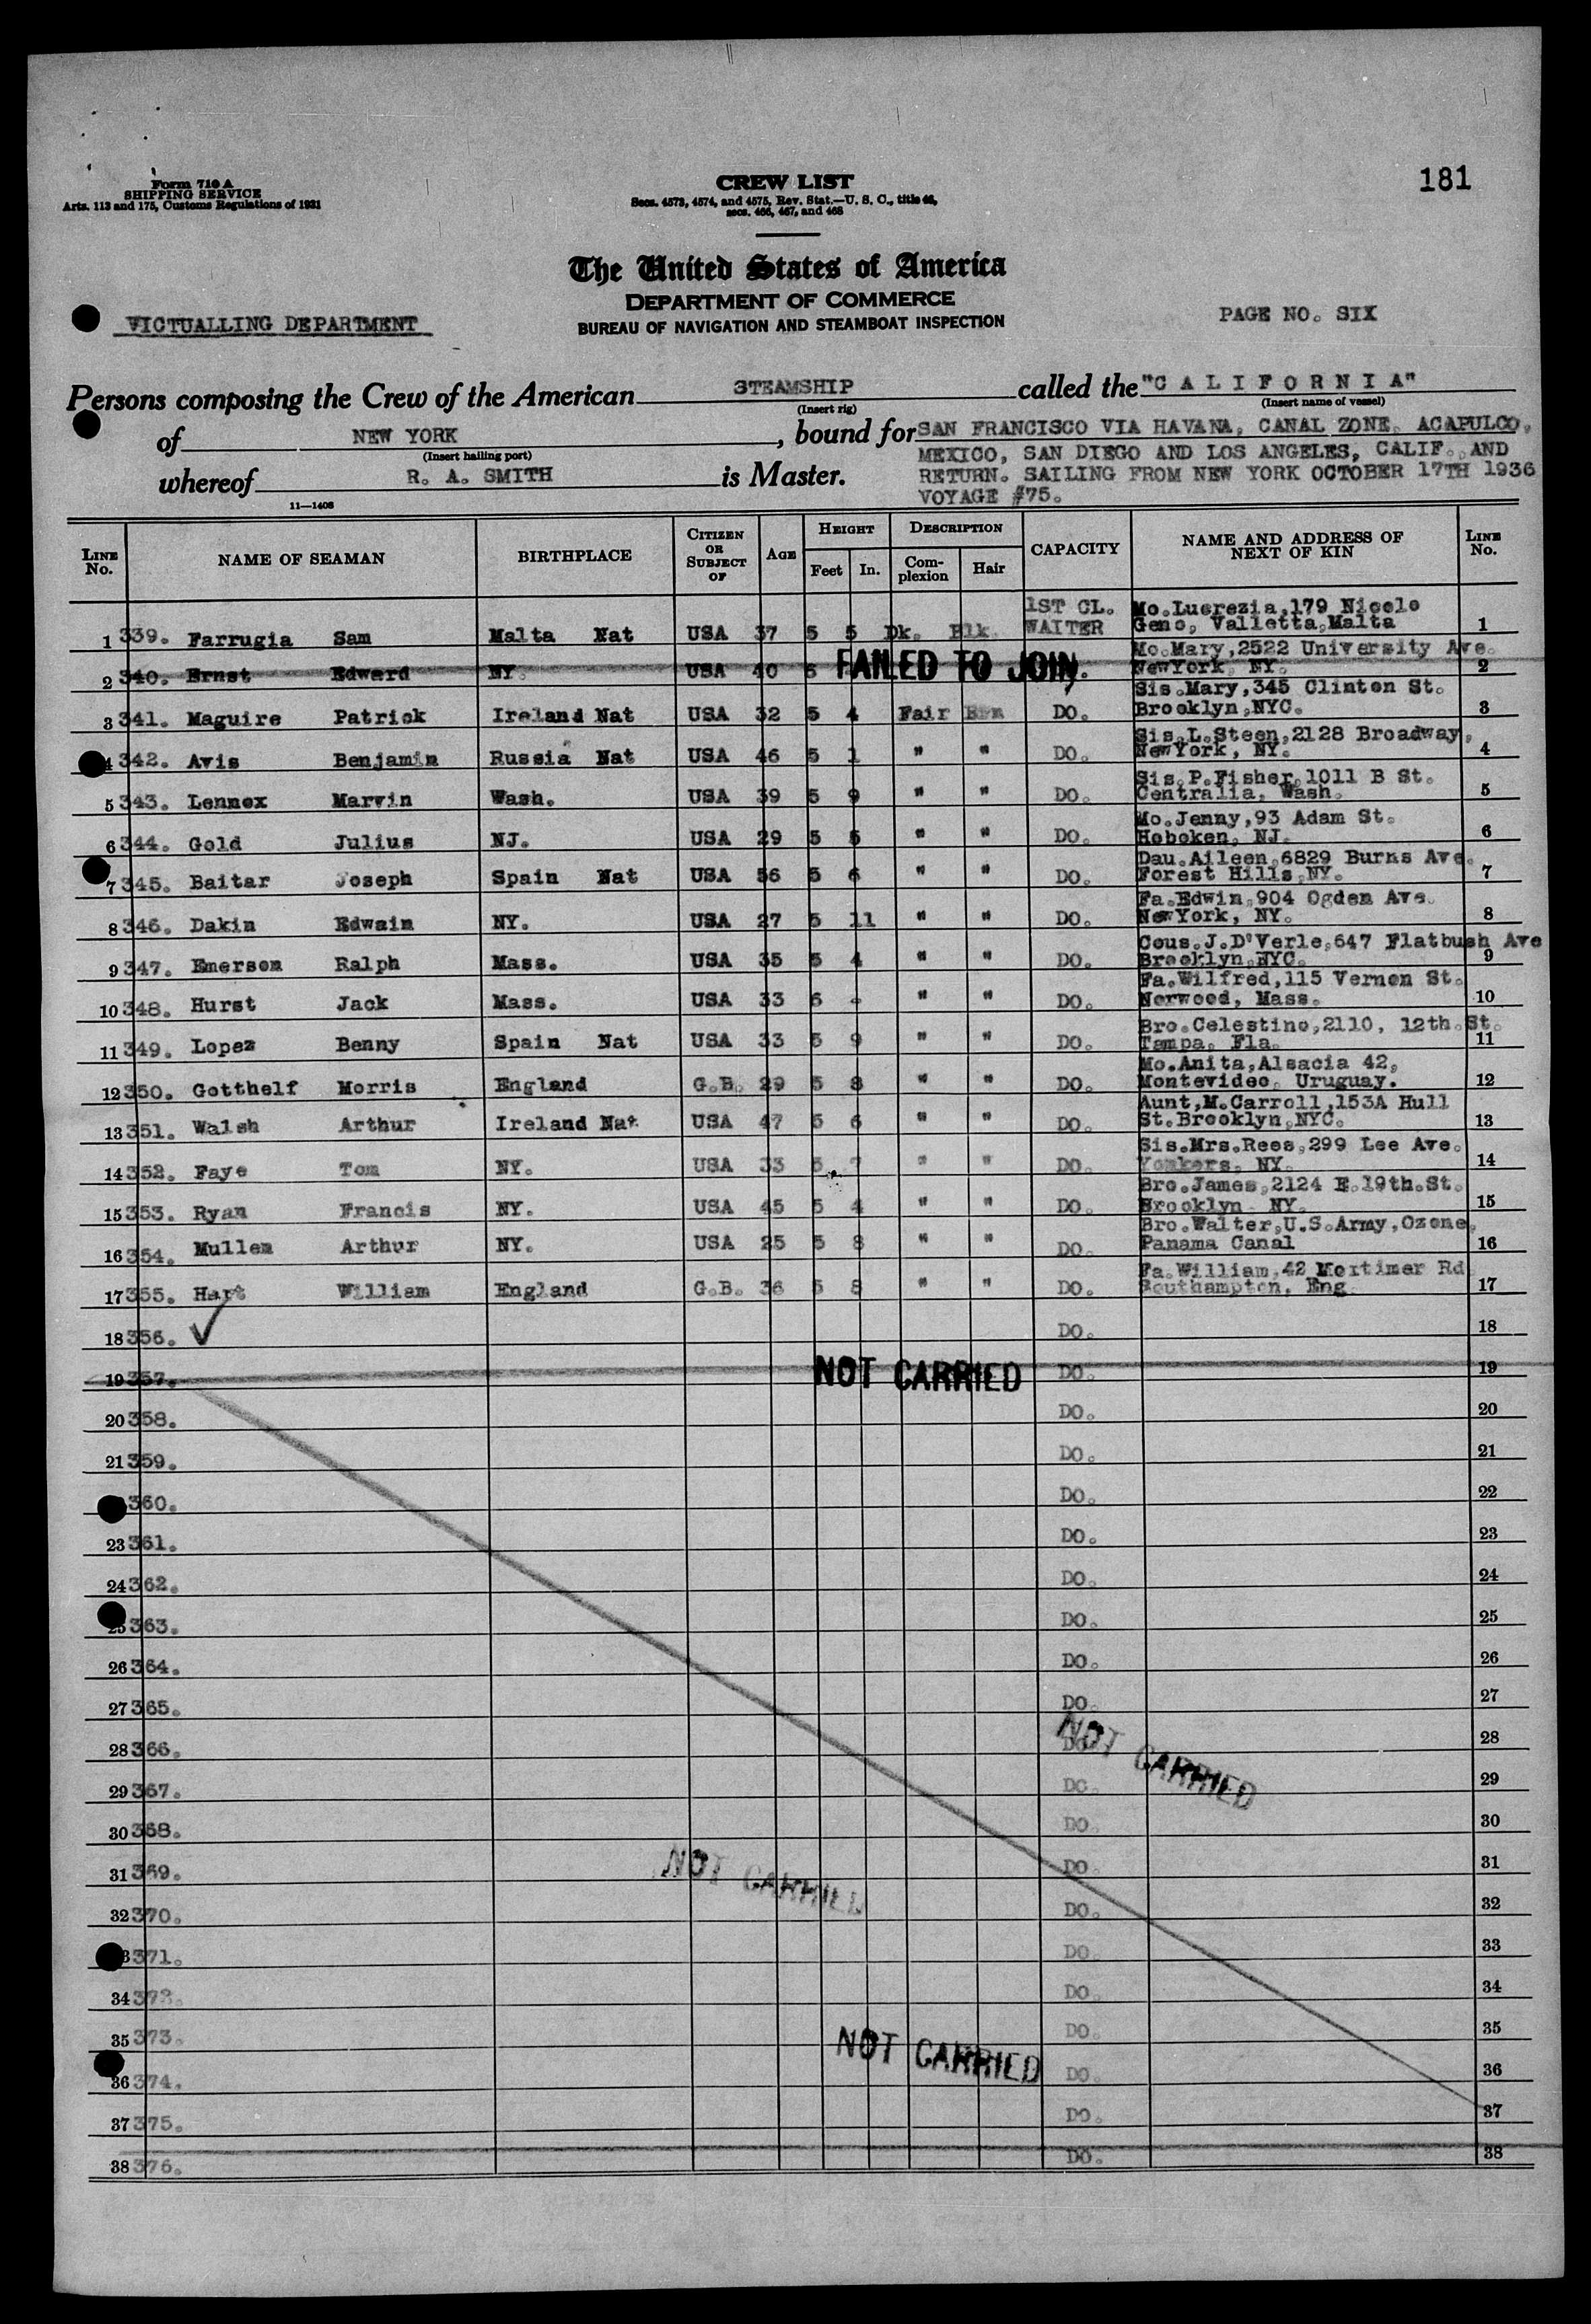 Form 710 A
SHIPPING SERVICE
Arts. 113 and 175, Customs Regulations of 1931
CREW LIST
Secs. 4573, 4574, and 4575, Rev. Stat.—U. S. C., title 46,
secs. 466, 467, and 468
181
The United States of America
DEPARTMENT OF COMMERCE
BUREAU OF NAVIGATION AND STEAMBOAT INSPECTION
VICTUALLING DEPARTMENT
PAGE NO. SIX
Persons composing the Crew of the American STEAMSHIP called the "C A L I F O R N I A"
(Insert rig) (Insert name of vessel)
of NEW YORK, bound for SAN FRANCISCO VIA HAVANA, CANAL ZONE, ACAPULCO,
(Insert hailing port) MEXICO, SAN DIEGO AND LOS ANGELES, CALIF. AND
whereof R. A. SMITH is Master. RETURN. SAILING FROM NEW YORK OCTOBER 17TH 1936
11—1408 VOYAGE #75.
LINE No. NAME OF SEAMAN BIRTHPLACE CITIZEN OR SUBJECT OF AGE HEIGHT Feet In. DESCRIPTION Complexion Hair CAPACITY NAME AND ADDRESS OF NEXT OF KIN LINE No.
1ST CL. Mo.Lucrezia,179 Nicolo
1 339. Farrugia Sam Malta Nat USA 37 5 5 Dk. Blk. WAITER Geno, Valletta,Malta 1
Mo.Mary,2522 University Ave.
2 340. Ernst Edward NY. USA 40 FAILED TO JOIN. NewYork NY. 2
Sis.Mary,345 Clinton St.
3 341. Maguire Patrick Ireland Nat USA 32 5 4 Fair Brn DO. Brooklyn,NYC. 3
Sis.L.Steen,2128 Broadway,
4 342. Avis Benjamin Russia Nat USA 46 5 1 " " DO. NewYork, NY. 4
Sis.P.Fisher,1011 B St.
5 343. Lennox Marvin Wash. USA 39 5 9 " " DO. Centralia, Wash. 5
Mo.Jenny,93 Adam St.
6 344. Gold Julius NJ. USA 29 5 5 " " DO. Hoboken, NJ. 6
Dau.Aileen,6829 Burns Ave.
7 345. Baitar Joseph Spain Nat USA 56 5 6 " " DO. Forest Hills,NY. 7
Fa.Edwin,904 Ogden Ave.
8 346. Dakin Edwain NY. USA 27 5 11 " " DO. NewYork, NY. 8
Cous.J.D'Verle,647 Flatbush Ave
9 347. Emerson Ralph Mass. USA 35 5 4 " " DO. Brooklyn,NYC. 9
Fa.Wilfred,115 Vernon St.
10 348. Hurst Jack Mass. USA 33 6 - " " DO. Norwood, Mass. 10
Bro.Celestino,2110, 12th.St.
11 349. Lopez Benny Spain Nat USA 33 5 9 " " DO. Tampa, Fla. 11
Mo.Anita,Alsacia 42,
12 350. Gotthelf Morris England G.B. 29 5 8 " " DO. Montevideo, Uruguay. 12
Aunt,M.Carroll,153A Hull
13 351. Walsh Arthur Ireland Nat USA 47 5 6 " " DO. St.Brooklyn,NYC. 13
Sis.Mrs.Rees,299 Lee Ave.
14 352. Faye Tom NY. USA 33 5 7 " " DO. Yonkers, NY. 14
Bro.James,2124 E.19th.St.
15 353. Ryan Francis NY. USA 45 5 4 " " DO. Brooklyn NY. 15
Bro.Walter,U.S.Army,Ozone,
16 354. Mullen Arthur NY. USA 25 5 8 " " DO. Panama Canal 16
Fa.William,42 Mortimer Rd
17 355. Hart William England G.B. 36 5 8 " " DO. Southampton, Eng 17
18 356. DO. 18
19 357. NOT CARRIED DO. 19
20 358. DO. 20
21 359. DO. 21
360. DO. 22
23 361. DO. 23
24 362. DO. 24
25 363. DO. 25
26 364. DO. 26
27 365. DO. 27
28 366. DO. NOT CARRIED 28
29 367. DO. 29
30 368. DO. 30
31 369. NOT CARRIED DO. 31
32 370. DO. 32
3 371. DO. 33
34 372. DO. 34
35 373. NOT CARRIED DO. 35
36 374. DO. 36
37 375. DO. 37
38 376. DO. 38